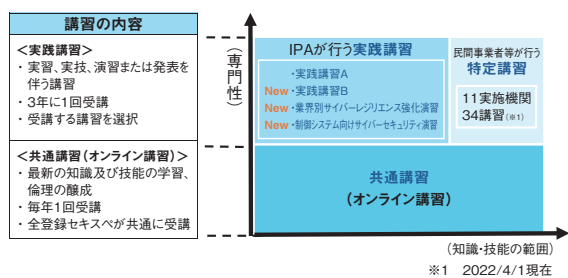 講習の内容
＜実践講習＞
・実習、実技、演習または発表を
伴う講習
・3年に1回受講
・受講する講習を選択
＜共通講習(オンライン講習)＞
・最新の知識及び技能の学習、
倫理の醸成
・毎年1回受講
・全登録セキスペが共通に受講
（専門性）
IPAが行う実践講習
・実践講習A
New ・実践講習B
New ・業界別サイバーレジリエンス強化演習
New ・制御システム向けサイバーセキュリティ演習
民間事業者等が行う
特定講習
11実施機関
34講習(※1)
共通講習
(オンライン講習)
(知識・技能の範囲)
※1 2022/4/1現在